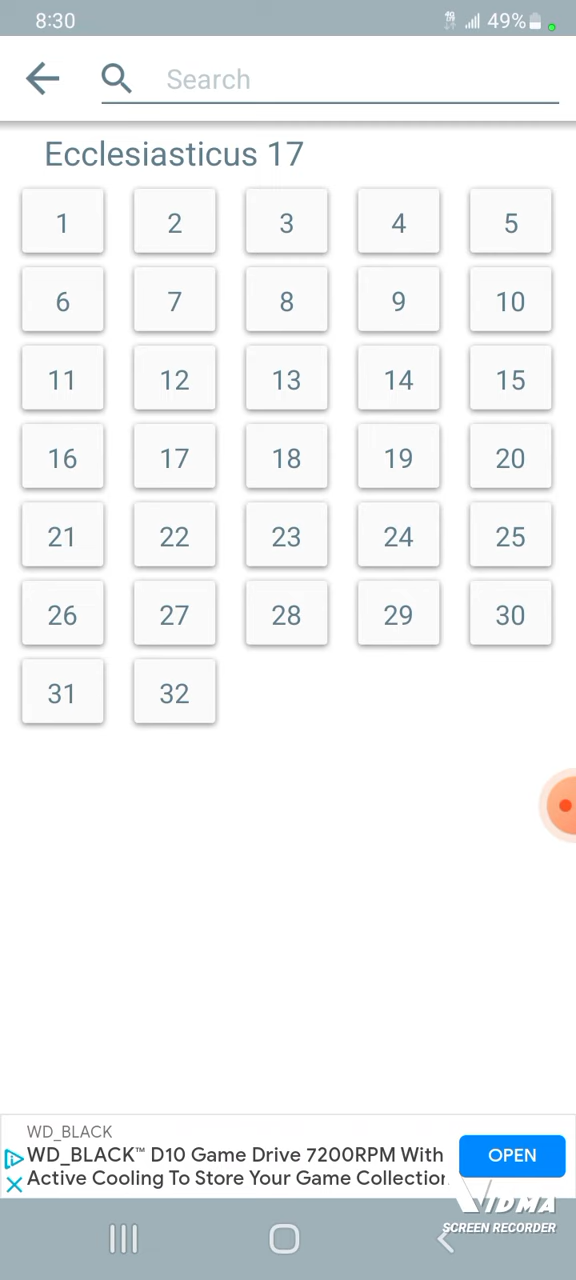 8:30
49%
Search
Ecclesiasticus 17
1 2 3 4 5
6 7 8 9 10
11 12 13 14 15
16 17 18 19 20
21 22 23 24 25
26 27 28 29 30
31 32
WD_BLACK
WD_BLACK™ D10 Game Drive 7200RPM With
Active Cooling To Store Your Game Collection
OPEN
VIDMA
SCREEN RECORDER